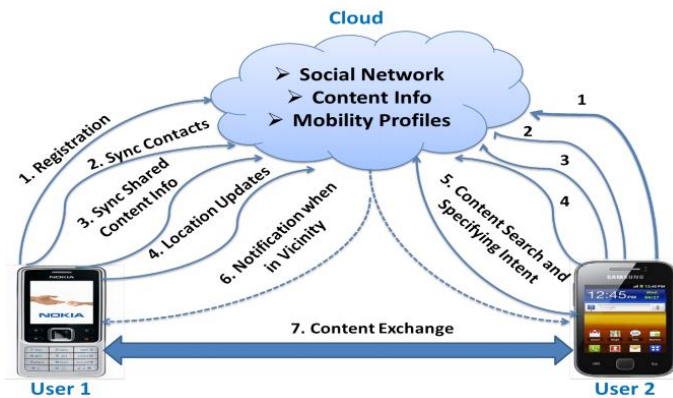 Cloud
➤ Social Network
➤ Content Info
➤ Mobility Profiles
1. Registration
2. Sync Contacts
3. Sync Shared
Content Info
4. Location Updates
6. Notification when
in Vicinity
5. Content Search and
Specifying Intent
1
2
3
4
7. Content Exchange
NOKIA
NOKIA
SAMSUNG
12:45
User 1
User 2